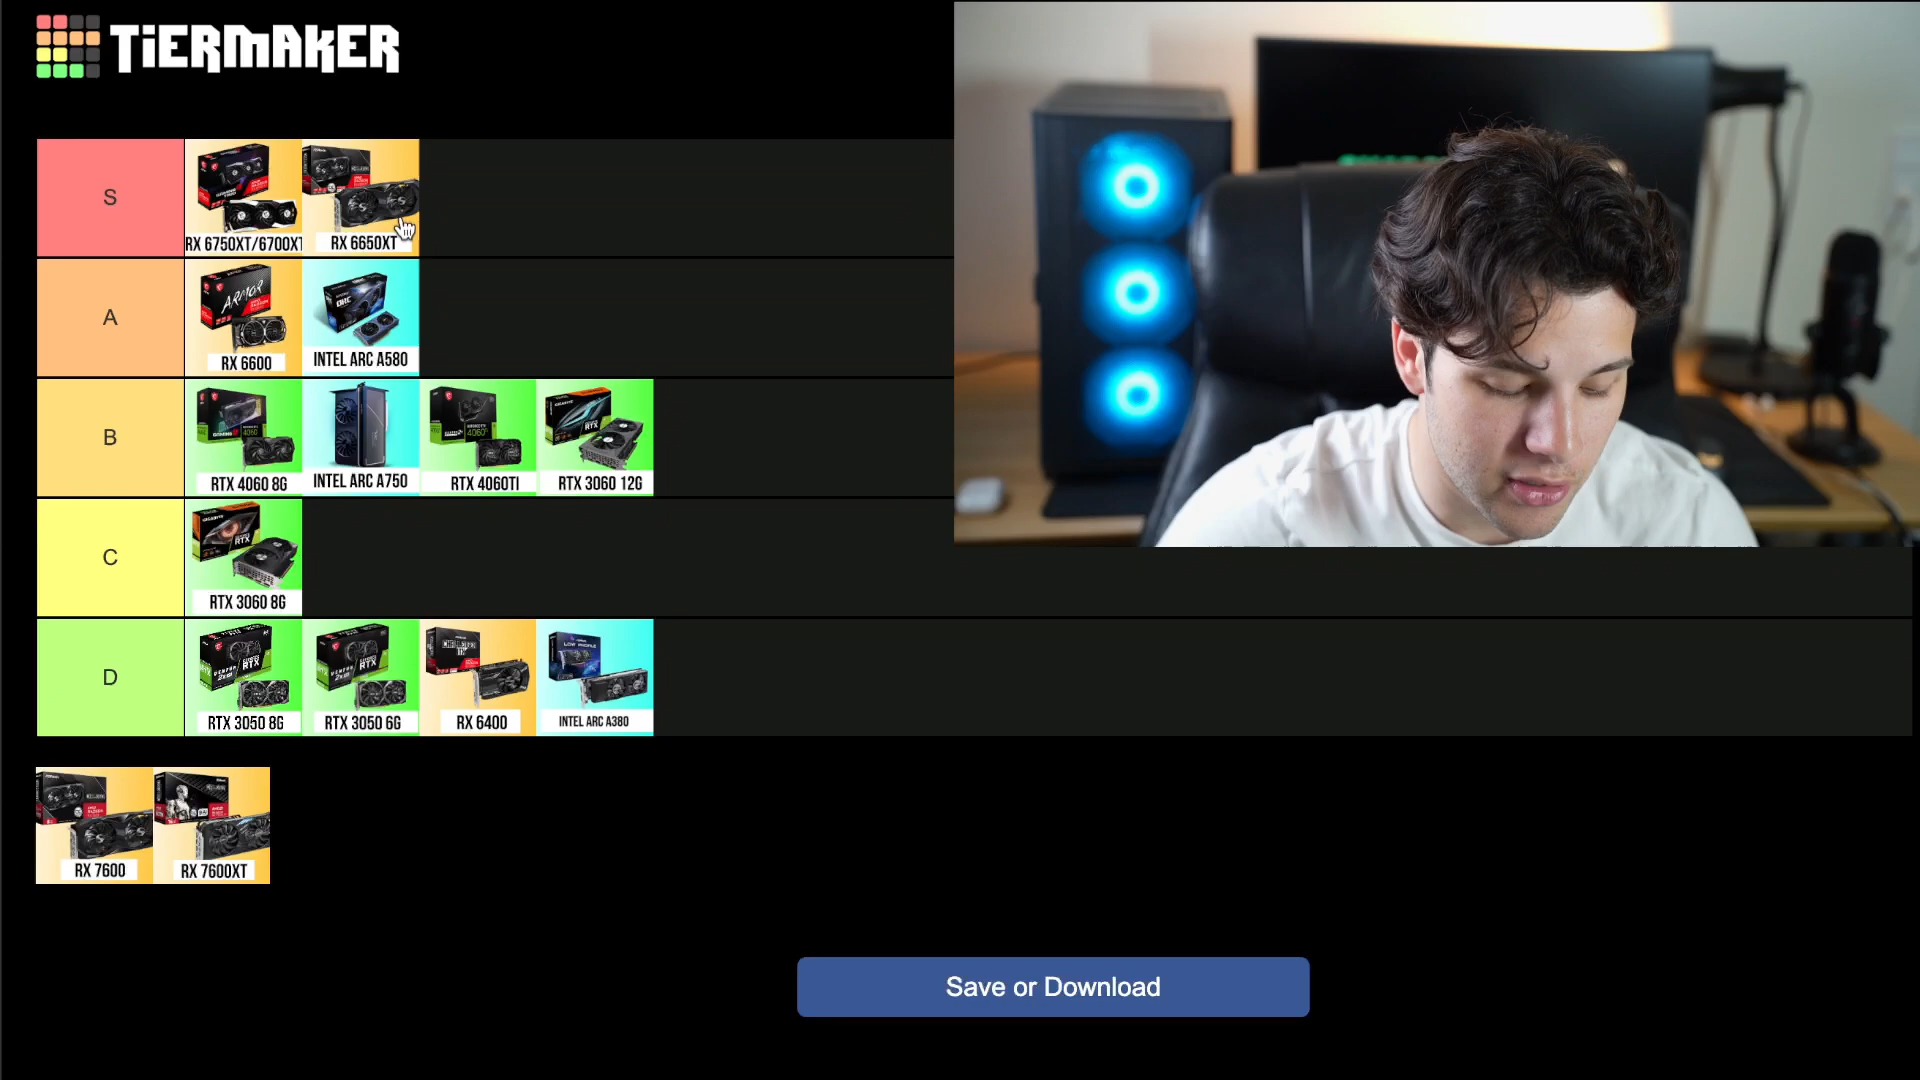 TiERMAKER
S
RX 6750XT/6700XT
RX 6650XT
A
ARMOR
RX 6600
INTEL ARC A580
B
RTX 4060 8G
INTEL ARC A750
RTX 4060TI
RTX 3060 12G
C
RTX 3060 8G
D
RTX 3050 8G
RTX 3050 6G
RX 6400
INTEL ARC A380
RX 7600
RX 7600XT
Save or Download